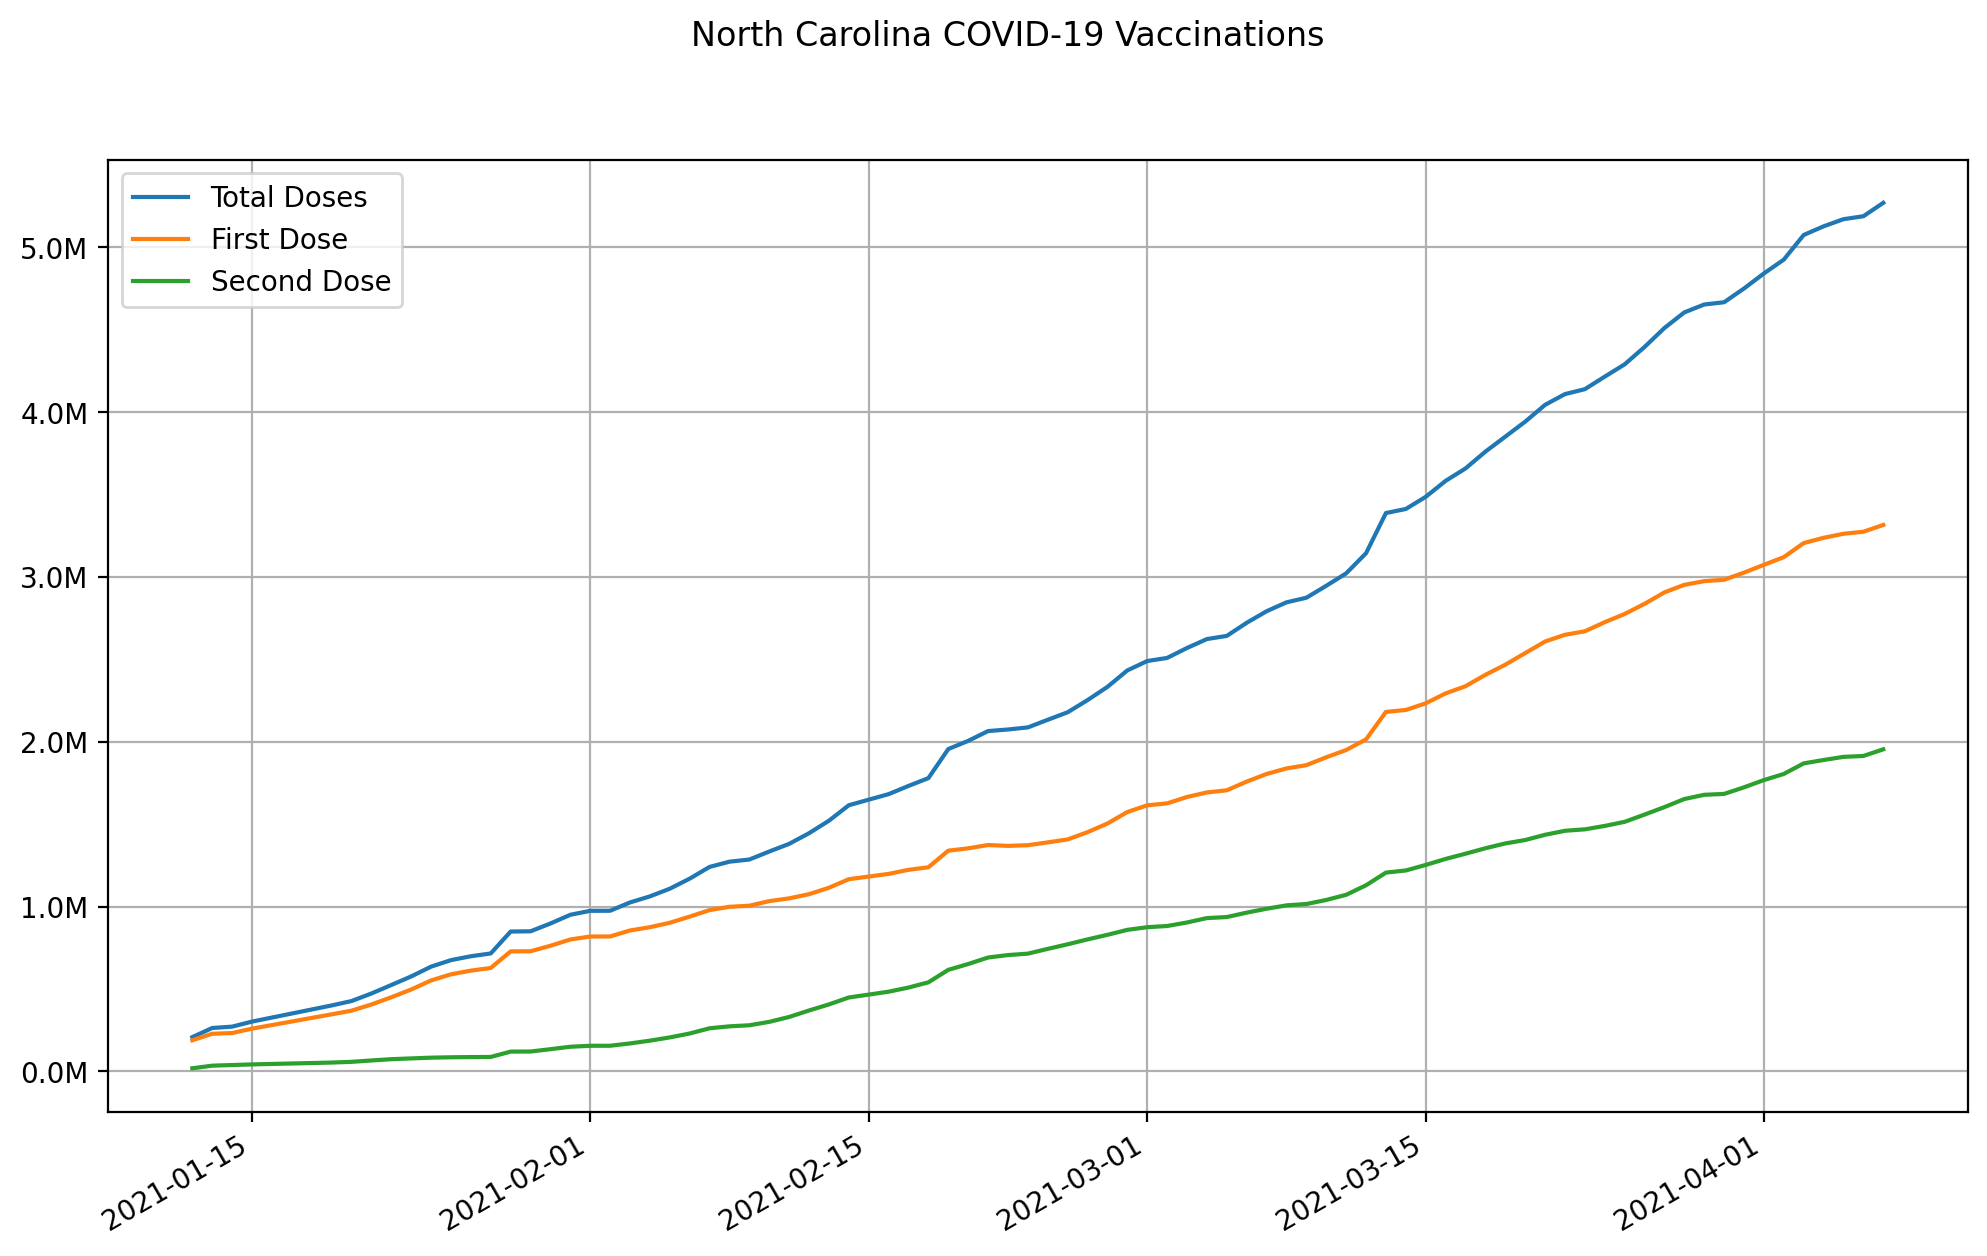 North Carolina COVID-19 Vaccinations
Total Doses
First Dose
Second Dose
5.0M
4.0M
3.0M
2.0M
1.0M
0.0M
2021-01-15
2021-02-01
2021-02-15
2021-03-01
2021-03-15
2021-04-01